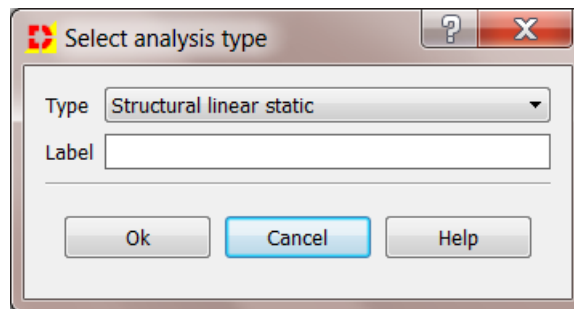 Select analysis type
Type Structural linear static
Label
Ok Cancel Help